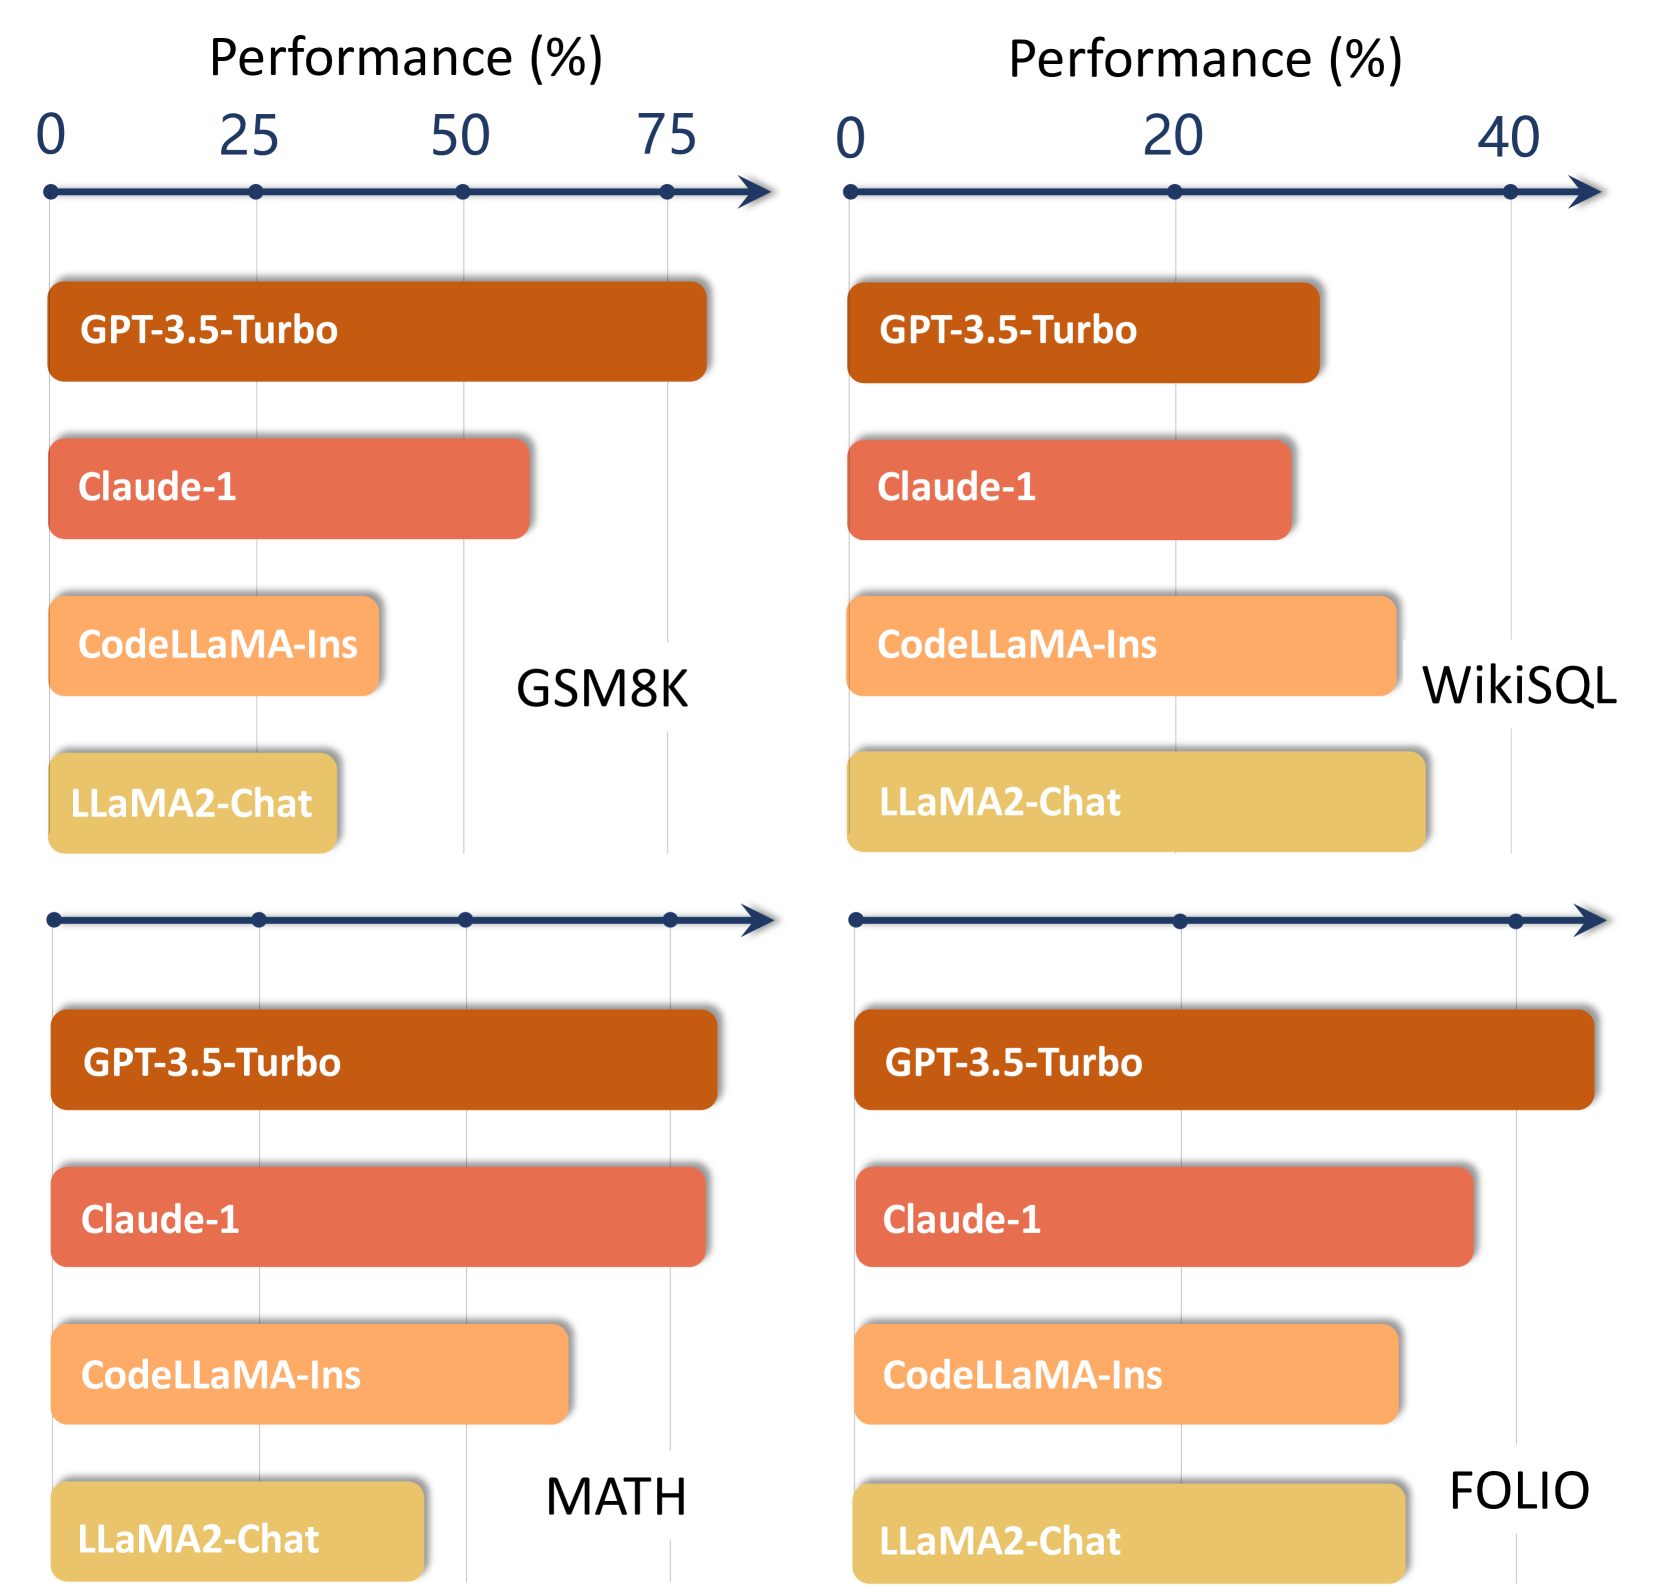 Performance (%)
0 25 50 75
GPT-3.5-Turbo
Claude-1
CodeLLaMA-Ins
GSM8K
LLaMA2-Chat
Performance (%)
0 20 40
GPT-3.5-Turbo
Claude-1
CodeLLaMA-Ins
WikiSQL
LLaMA2-Chat
GPT-3.5-Turbo
Claude-1
CodeLLaMA-Ins
MATH
LLaMA2-Chat
GPT-3.5-Turbo
Claude-1
CodeLLaMA-Ins
FOLIO
LLaMA2-Chat